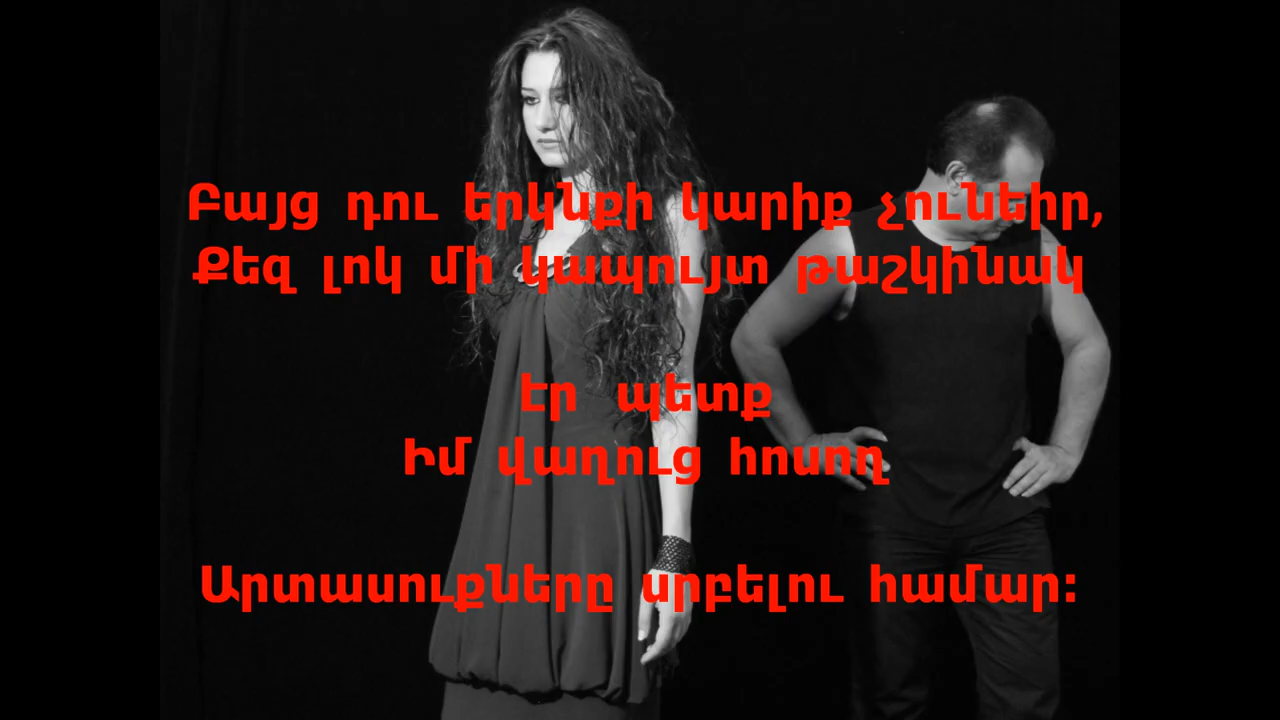 Բայց դու երկնքի կարիք չունեիր,
Քեզ լոկ մի կապույտ թաշկինակ
էր պետք
Իմ վաղուց հոսող
Արտասուքները սրբելու համար: